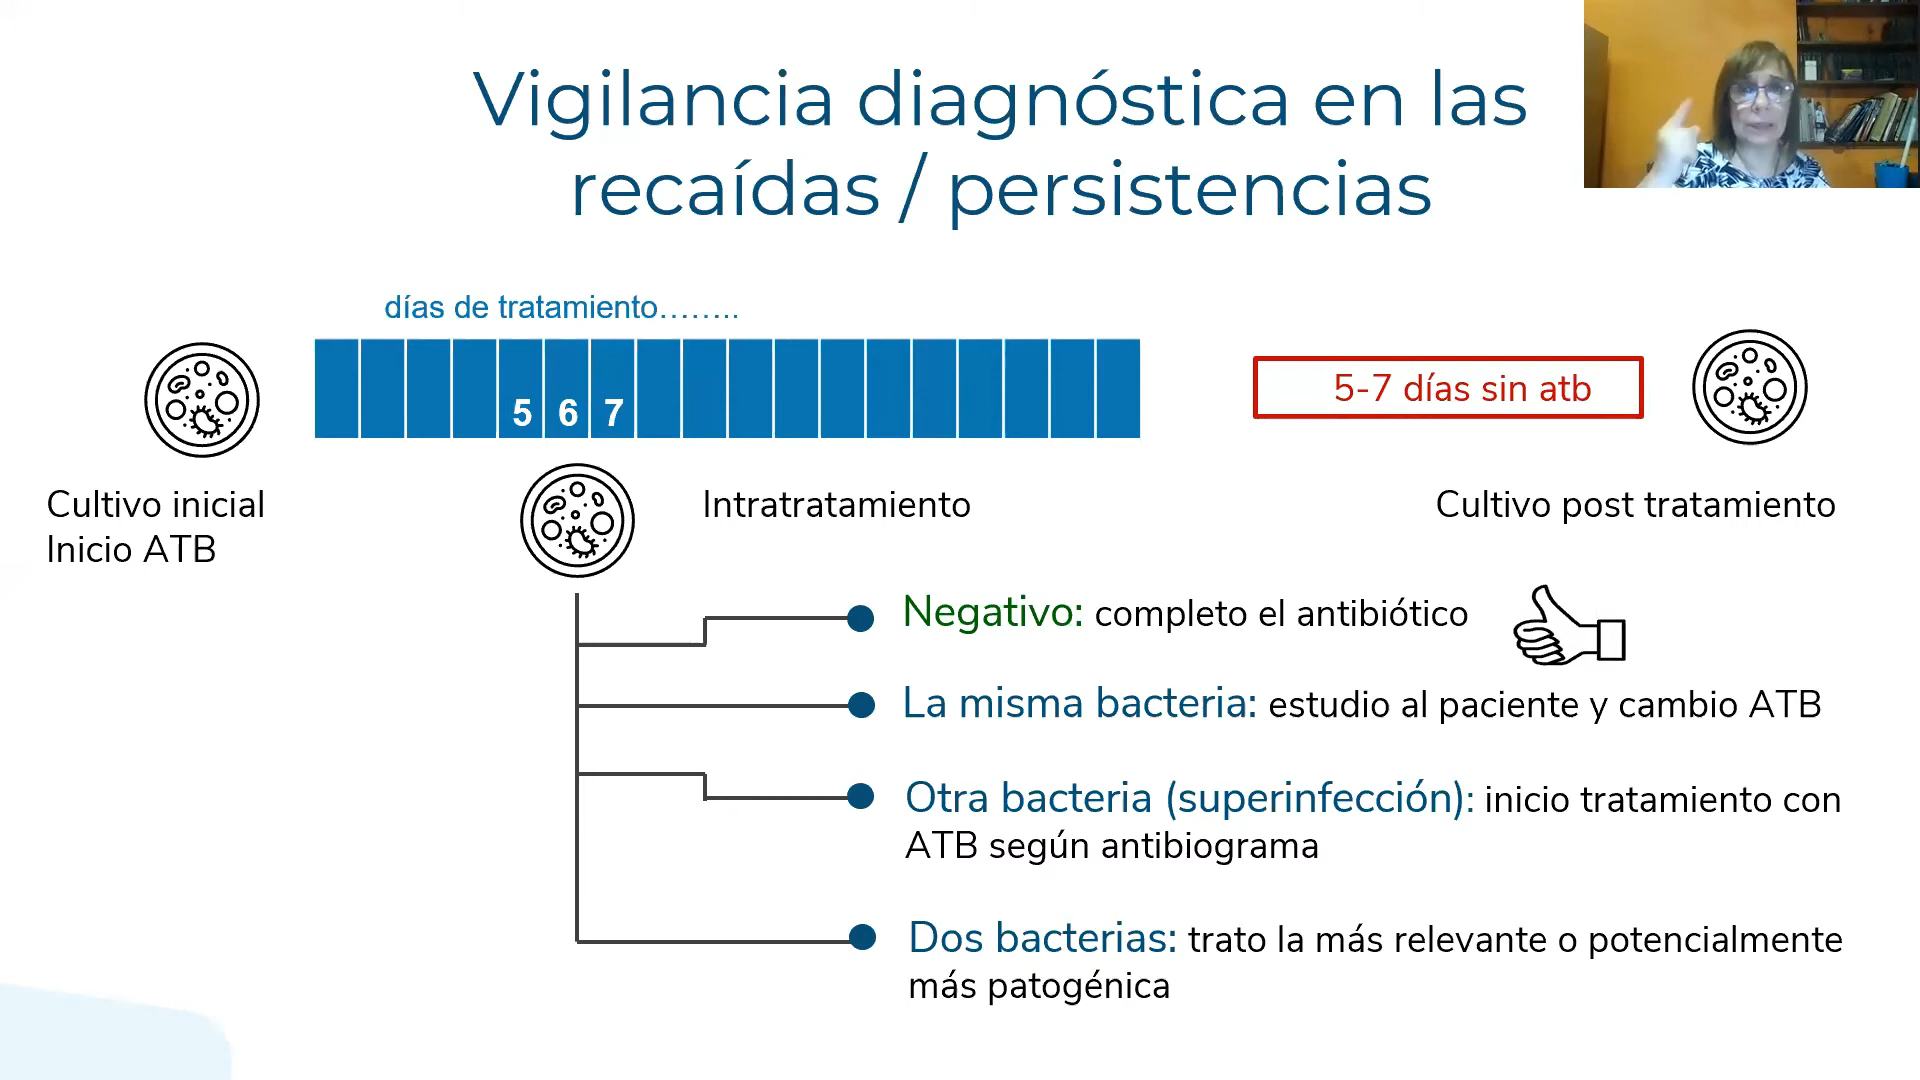 Vigilancia diagnóstica en las
recaídas / persistencias
días de tratamiento……..
5 6 7
5-7 días sin atb
Cultivo inicial
Inicio ATB
Intratratamiento
Cultivo post tratamiento
Negativo: completo el antibiótico
La misma bacteria: estudio al paciente y cambio ATB
Otra bacteria (superinfección): inicio tratamiento con
ATB según antibiograma
Dos bacterias: trato la más relevante o potencialmente
más patogénica